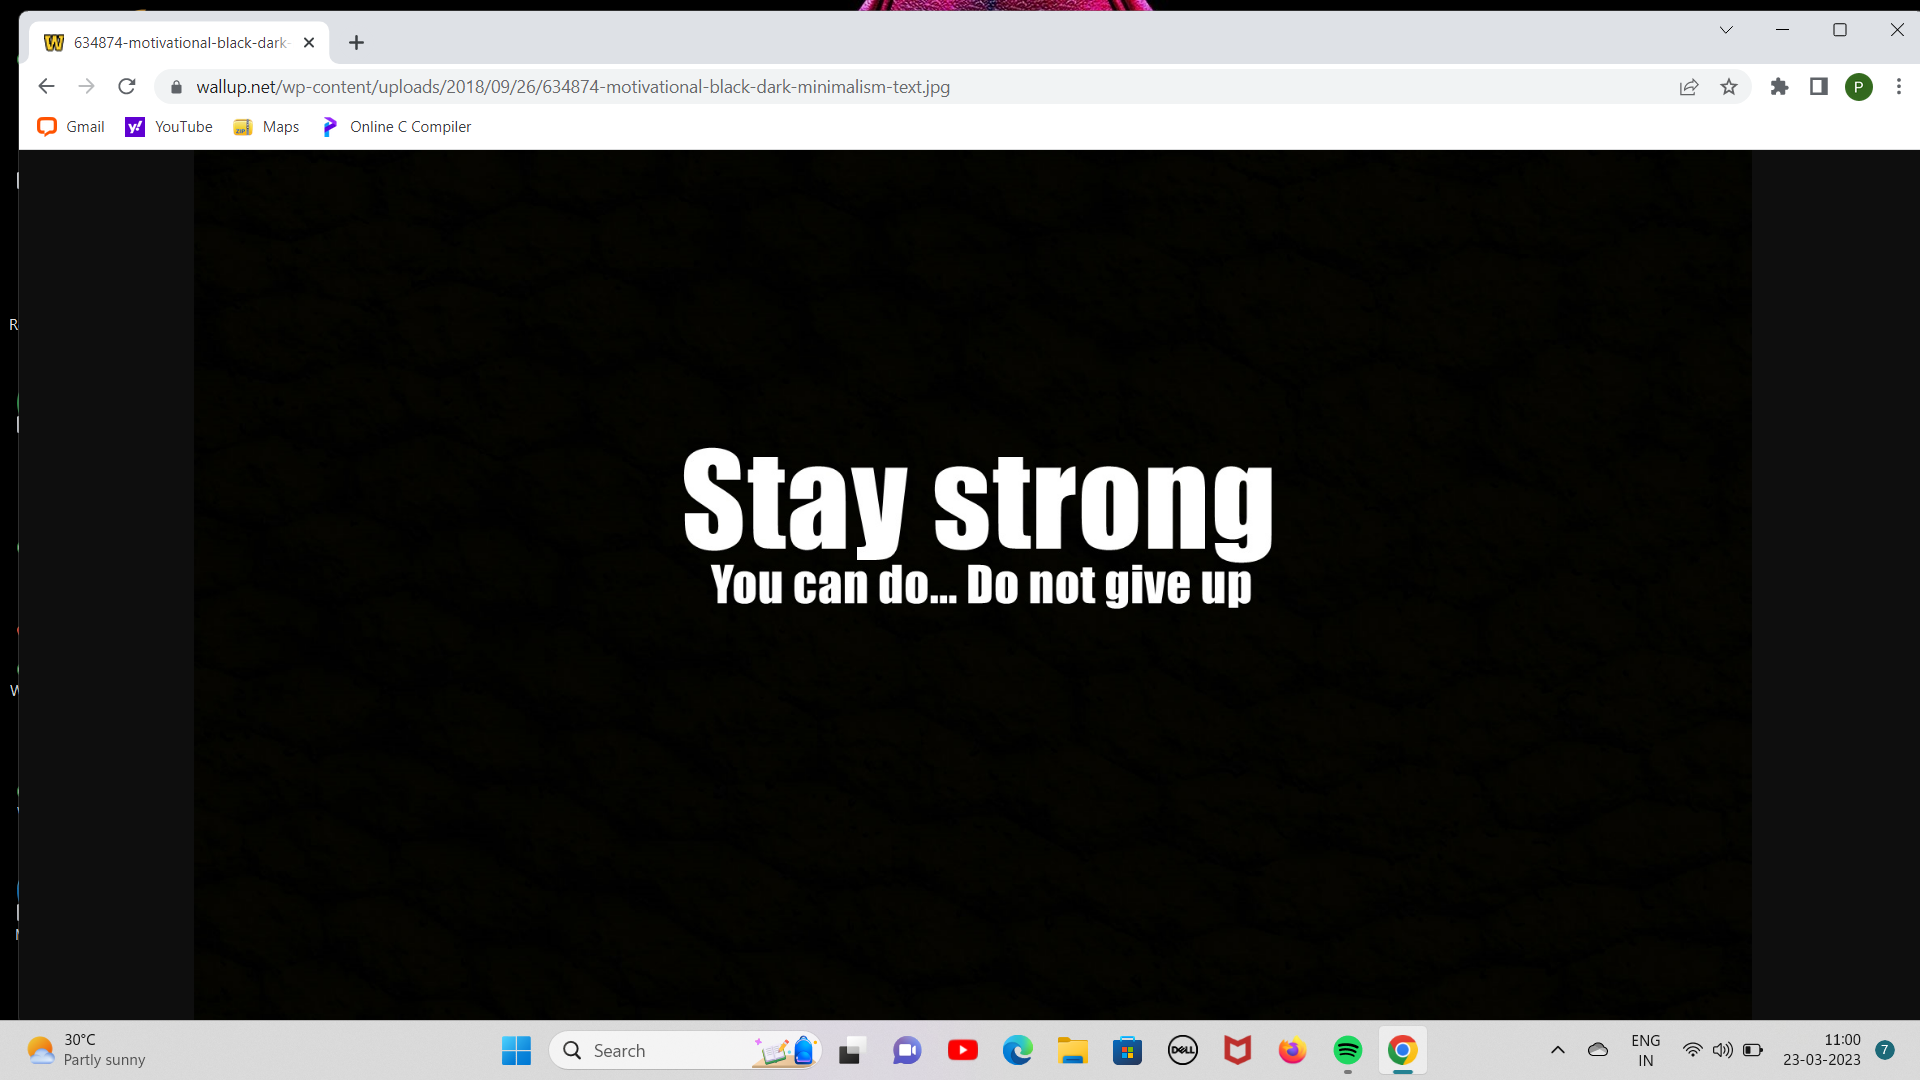 634874-motivational-black-dark-
wallup.net/wp-content/uploads/2018/09/26/634874-motivational-black-dark-minimalism-text.jpg
P
Gmail
YouTube
Maps
Online C Compiler
Stay strong
You can do... Do not give up
30°C
Partly sunny
Search
DELL
ENG
IN
11:00
23-03-2023
7